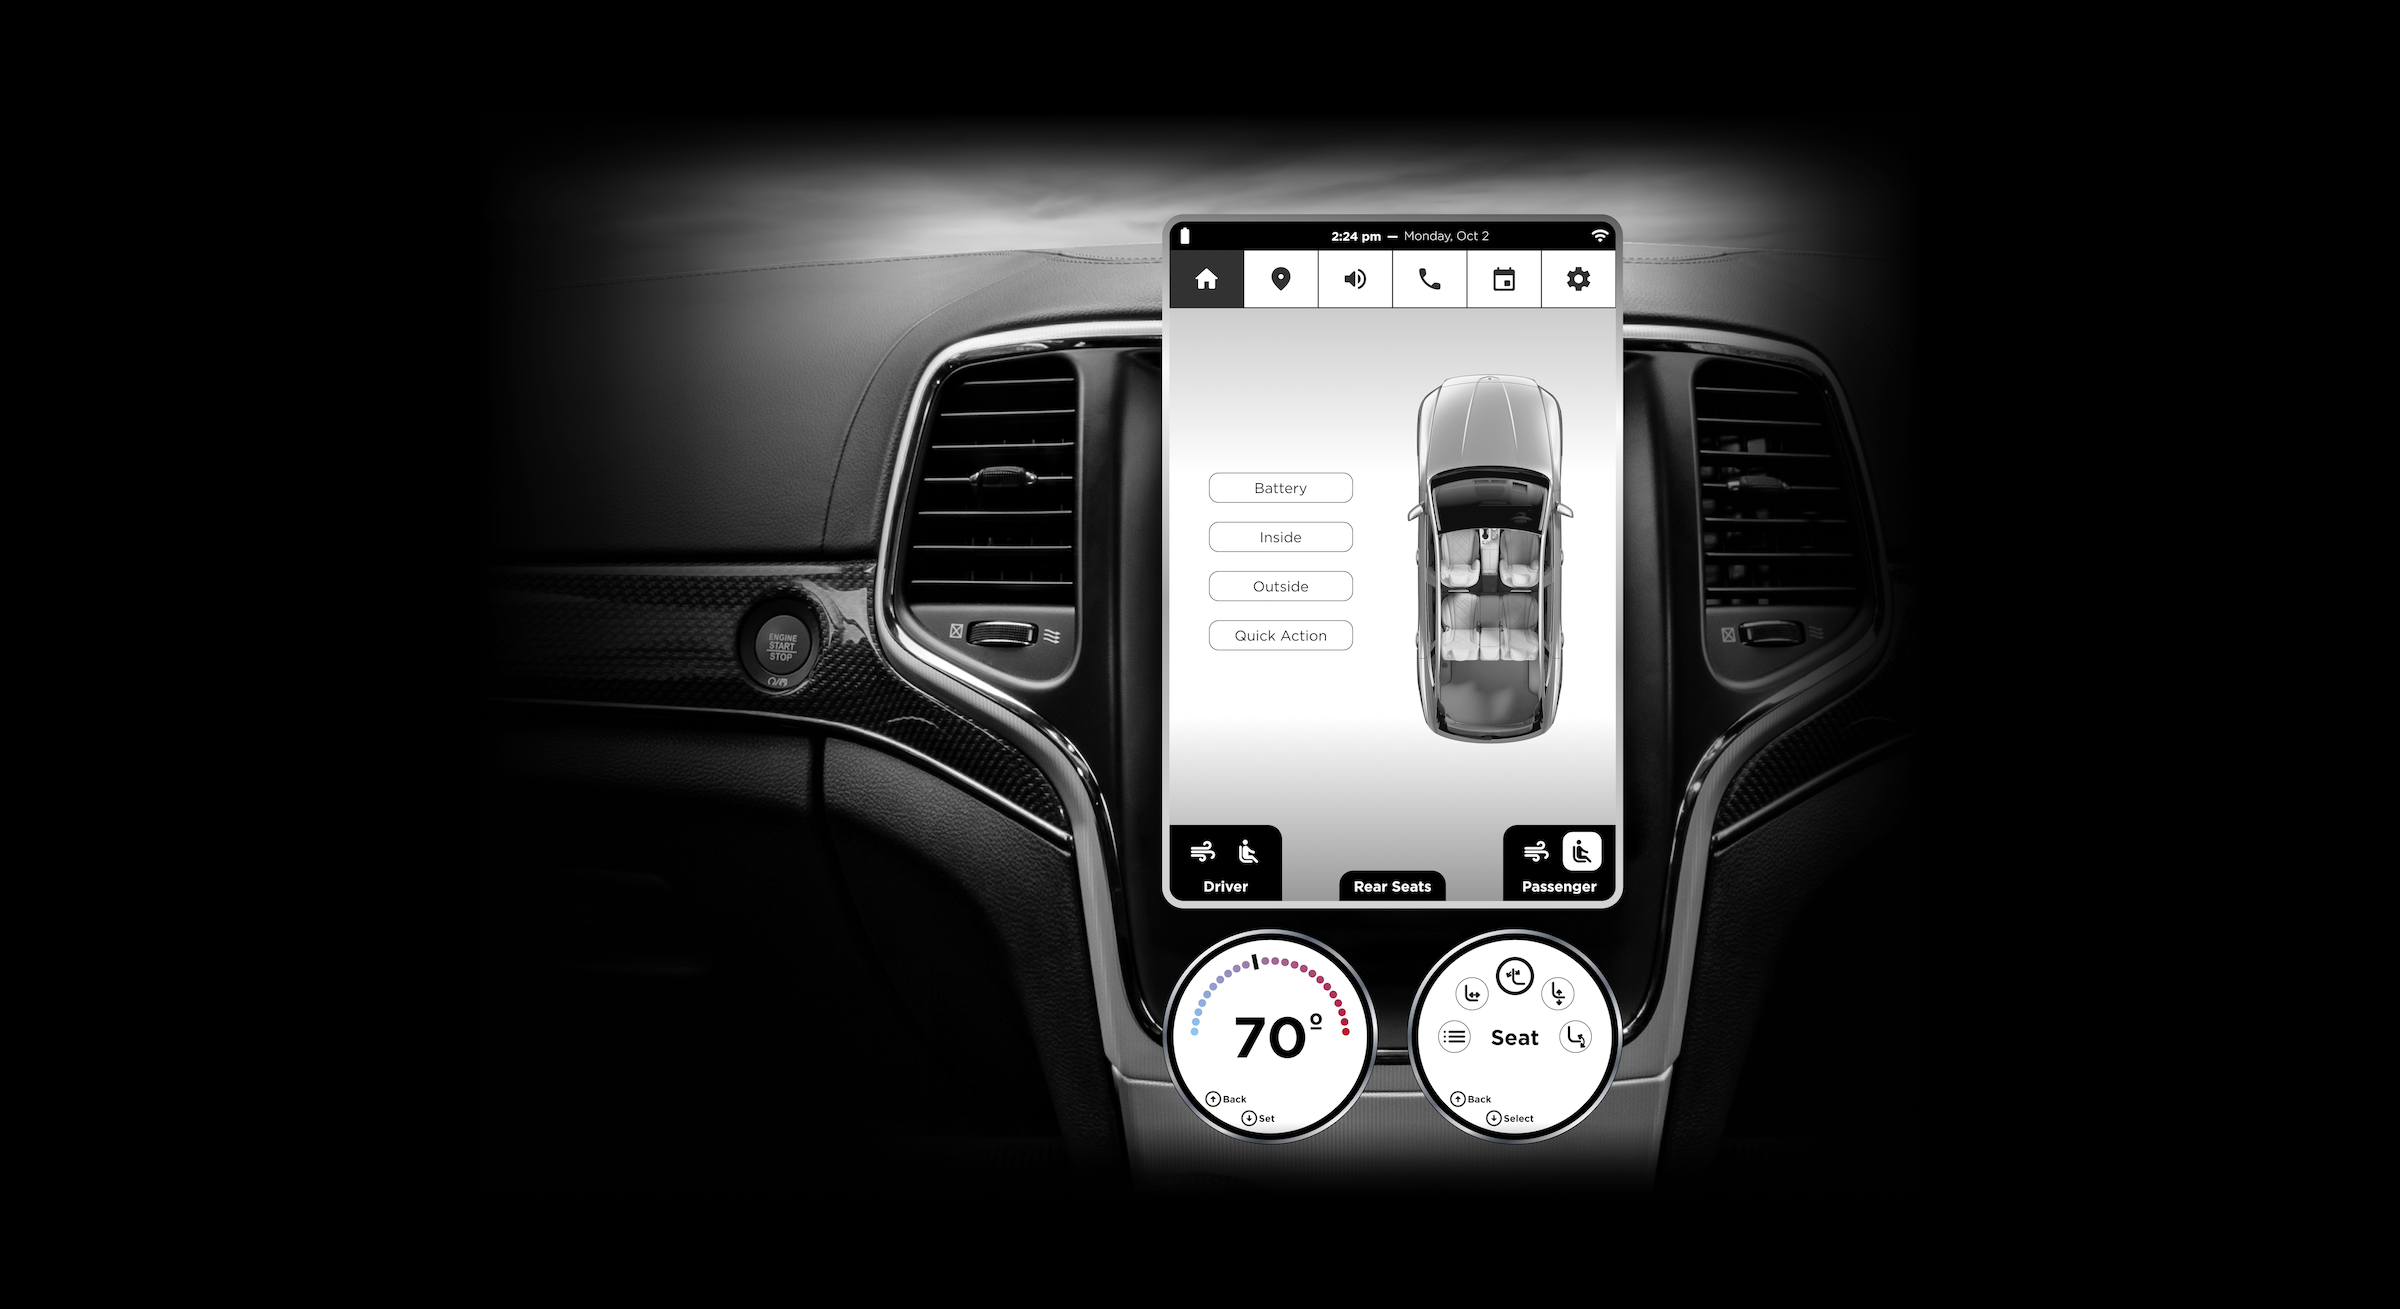 2:24 pm — Monday, Oct 2
Battery
Inside
Outside
Quick Action
ENGINE
START
STOP
Driver
Rear Seats
Passenger
70º
Back
Set
Seat
Back
Select